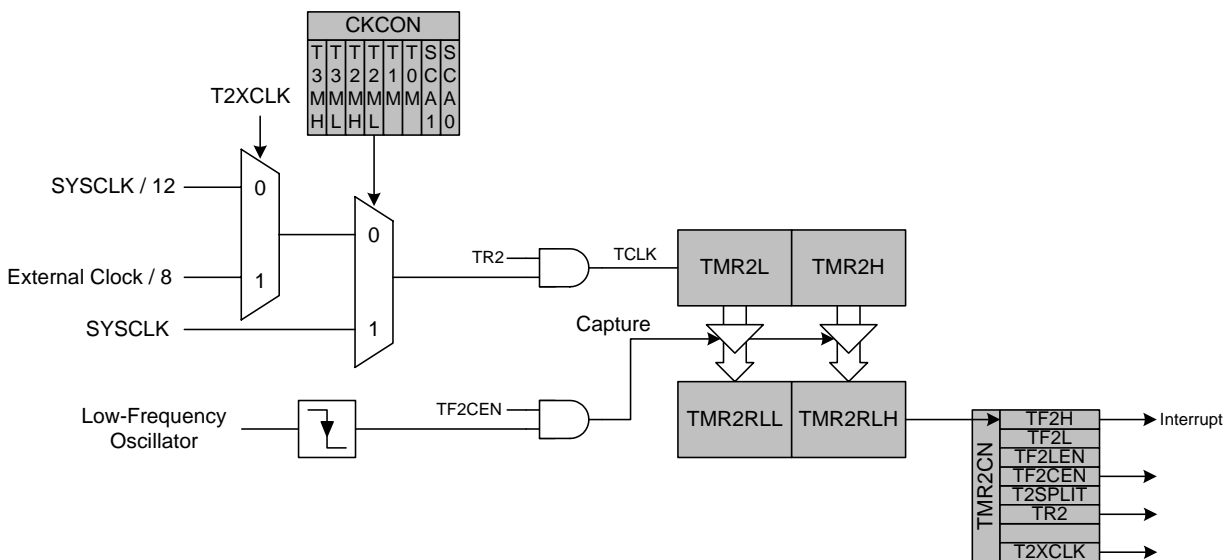 CKCON
T3MH
T3ML
T2MH
T2ML
T1M
T0M
SCA1
SCA0
T2XCLK
SYSCLK / 12
0
External Clock / 8
1
SYSCLK
0
1
TR2
TCLK
TMR2L
TMR2H
Capture
Low-Frequency
Oscillator
TF2CEN
TMR2RLL
TMR2RLH
TMR2CN
TF2H
TF2L
TF2LEN
TF2CEN
T2SPLIT
TR2
T2XCLK
Interrupt